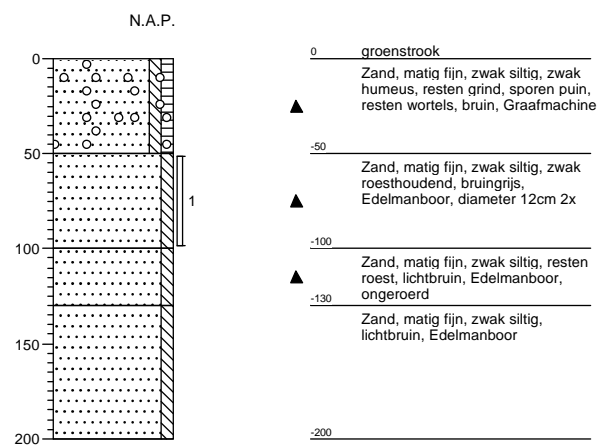 N.A.P.
0
50
100
150
200
1
0
groenstrook
Zand, matig fijn, zwak siltig, zwak
humeus, resten grind, sporen puin,
resten wortels, bruin, Graafmachine
-50
Zand, matig fijn, zwak siltig, zwak
roesthoudend, bruingrijs,
Edelmanboor, diameter 12cm 2x
-100
Zand, matig fijn, zwak siltig, resten
roest, lichtbruin, Edelmanboor,
ongeroerd
-130
Zand, matig fijn, zwak siltig,
lichtbruin, Edelmanboor
-200